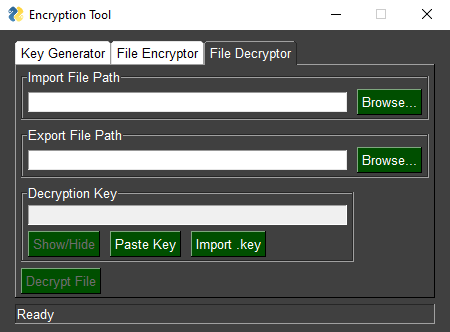 Encryption Tool
Key Generator File Encryptor File Decryptor
Import File Path
Browse...
Export File Path
Browse...
Decryption Key
Show/Hide Paste Key Import .key
Decrypt File
Ready